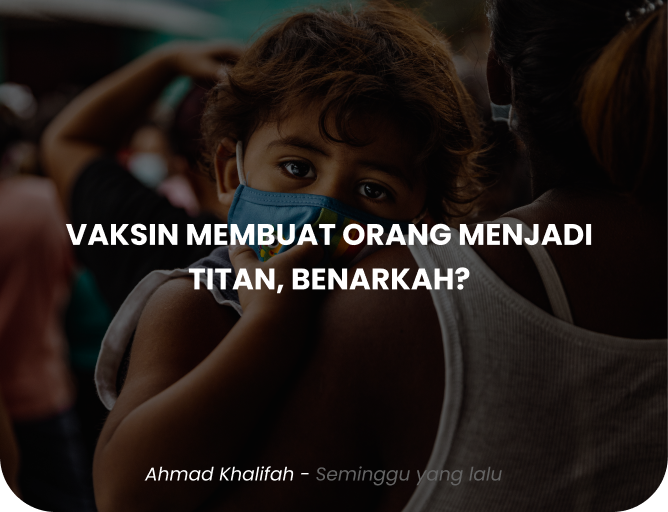 VAKSIN MEMBUAT ORANG MENJADI
TITAN, BENARKAH?
Ahmad Khalifah - Seminggu yang lalu